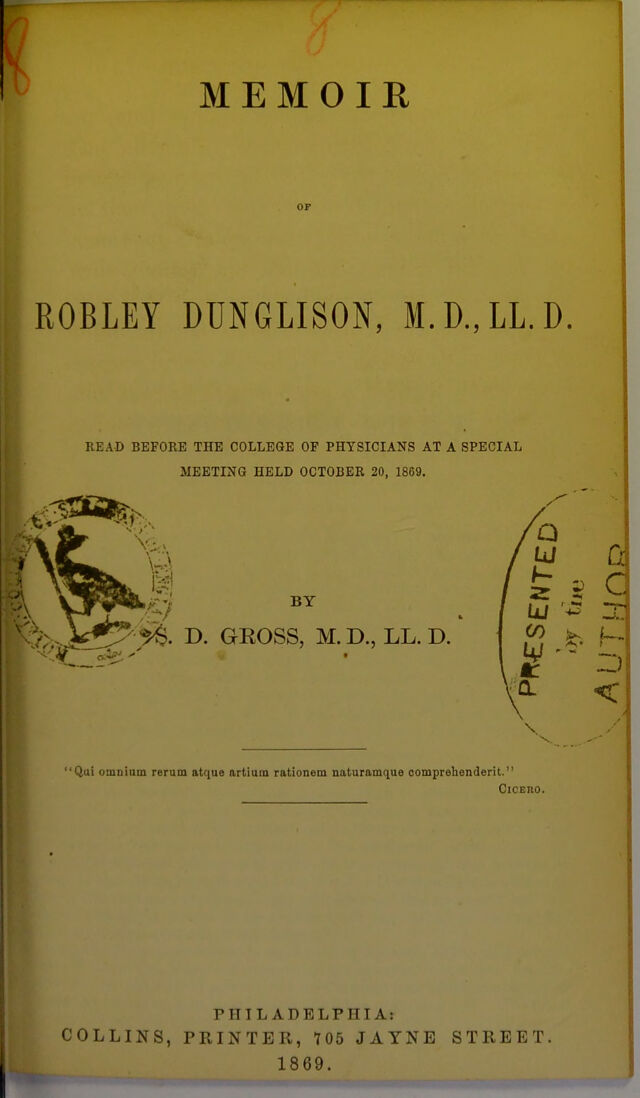 8
8
MEMOIR
OF
ROBLEY DUNGLISON, M.D., LL.D.
READ BEFORE THE COLLEGE OF PHYSICIANS AT A SPECIAL
MEETING HELD OCTOBER 20, 1869.
PRESENTED
by the
AUTHOR
BY
S. D. GROSS, M.D., LL.D.
"Qui omnium rerum atque artium rationem naturamque comprehenderit."
CICERO.
PHILADELPHIA:
COLLINS, PRINTER, 705 JAYNE STREET.
1869.